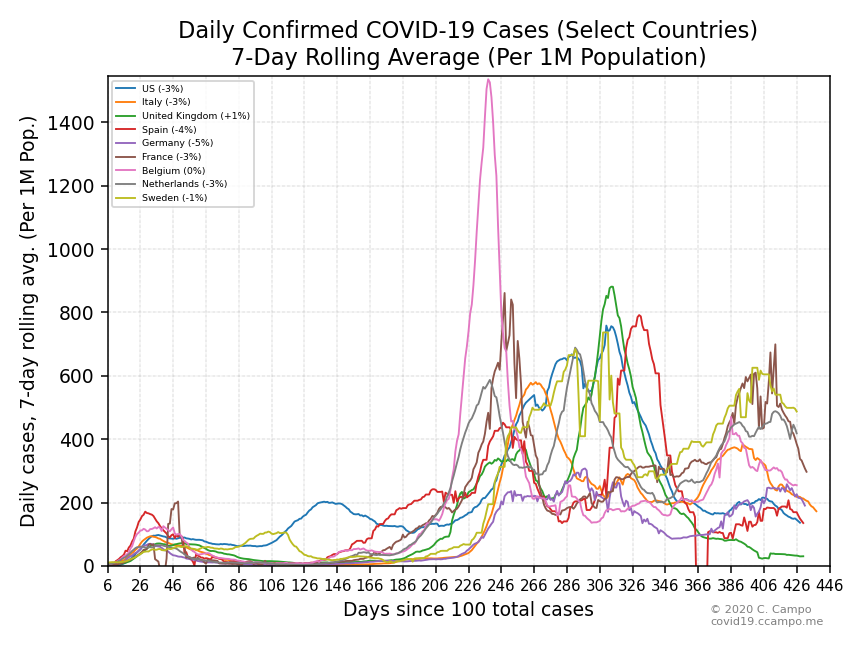 Daily Confirmed COVID-19 Cases (Select Countries)
7-Day Rolling Average (Per 1M Population)
Daily cases, 7-day rolling avg. (Per 1M Pop.)
1400
1200
1000
800
600
400
200
0
US (-3%)
Italy (-3%)
United Kingdom (+1%)
Spain (-4%)
Germany (-5%)
France (-3%)
Belgium (0%)
Netherlands (-3%)
Sweden (-1%)
6 26 46 66 86 106 126 146 166 186 206 226 246 266 286 306 326 346 366 386 406 426 446
Days since 100 total cases
© 2020 C. Campo
covid19.ccampo.me